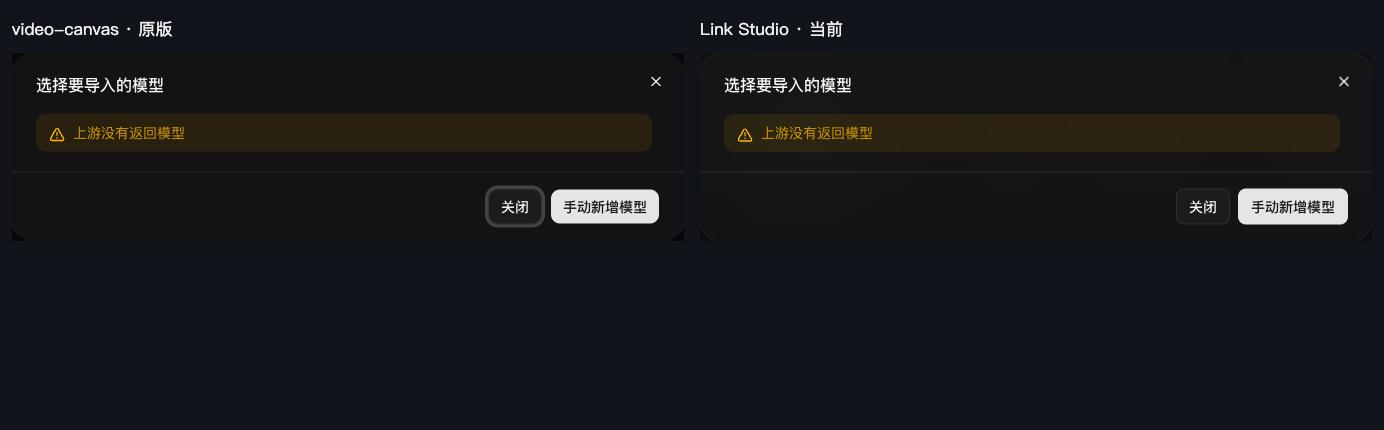 video-canvas · 原版
选择要导入的模型
上游没有返回模型
关闭 手动新增模型
Link Studio · 当前
选择要导入的模型
上游没有返回模型
关闭 手动新增模型